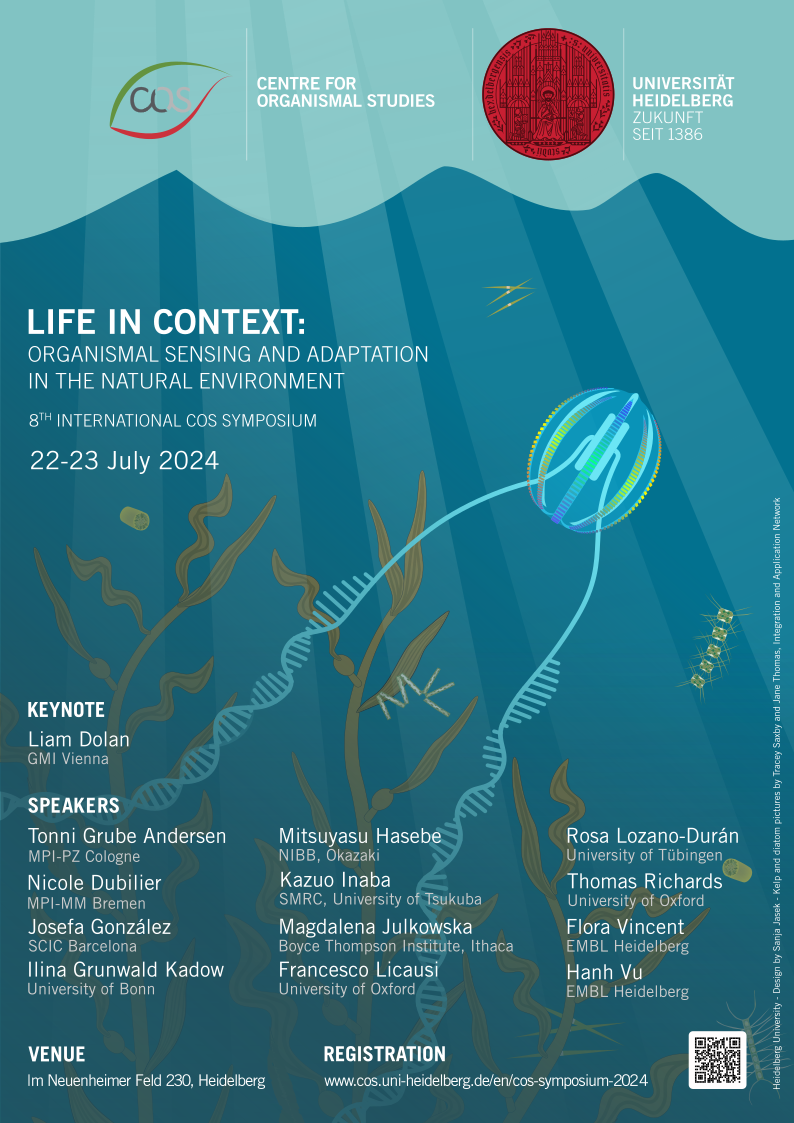 COS
CENTRE FOR
ORGANISMAL STUDIES
UNIVERSITÄT
HEIDELBERG
ZUKUNFT
SEIT 1386
LIFE IN CONTEXT:
ORGANISMAL SENSING AND ADAPTATION
IN THE NATURAL ENVIRONMENT
8TH INTERNATIONAL COS SYMPOSIUM
22-23 July 2024
KEYNOTE
Liam Dolan
GMI Vienna
SPEAKERS
Tonni Grube Andersen
MPI-PZ Cologne
Nicole Dubilier
MPI-MM Bremen
Josefa González
SCIC Barcelona
Ilina Grunwald Kadow
University of Bonn
Mitsuyasu Hasebe
NIBB, Okazaki
Kazuo Inaba
SMRC, University of Tsukuba
Magdalena Julkowska
Boyce Thompson Institute, Ithaca
Francesco Licausi
University of Oxford
Rosa Lozano-Durán
University of Tübingen
Thomas Richards
University of Oxford
Flora Vincent
EMBL Heidelberg
Hanh Vu
EMBL Heidelberg
VENUE
Im Neuenheimer Feld 230, Heidelberg
REGISTRATION
www.cos.uni-heidelberg.de/en/cos-symposium-2024
Heidelberg University - Design by Sanja Jasek - Kelp and diatom pictures by Tracey Saxby and Jane Thomas, Integration and Application Network